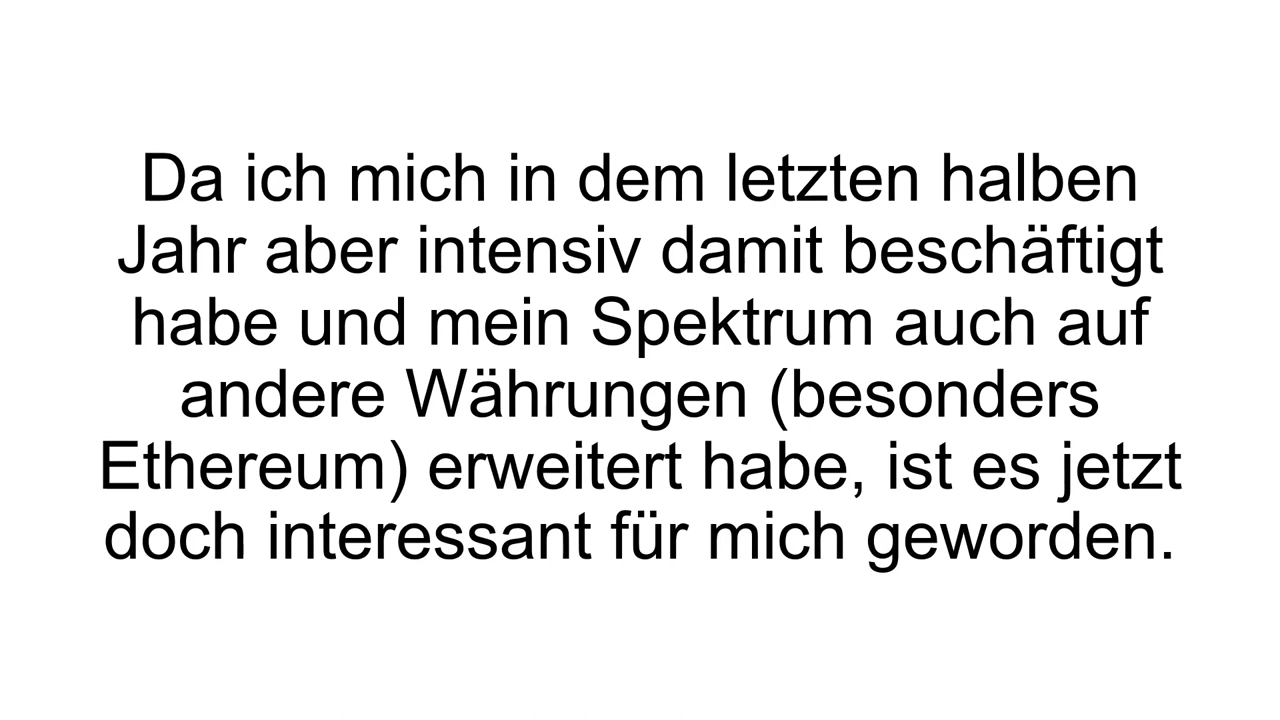 Da ich mich in dem letzten halben
Jahr aber intensiv damit beschäftigt
habe und mein Spektrum auch auf
andere Währungen (besonders
Ethereum) erweitert habe, ist es jetzt
doch interessant für mich geworden.